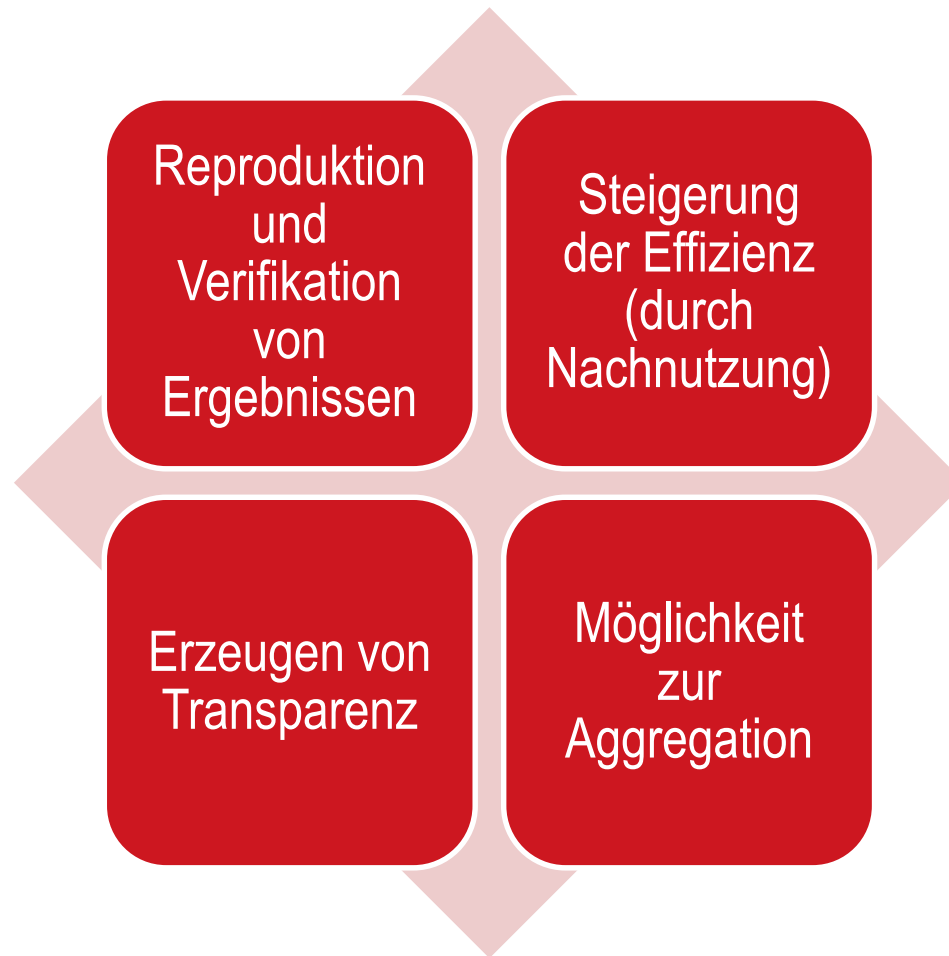 Reproduktion
und
Verifikation
von
Ergebnissen
Steigerung
der Effizienz
(durch
Nachnutzung)
Erzeugen von
Transparenz
Möglichkeit
zur
Aggregation